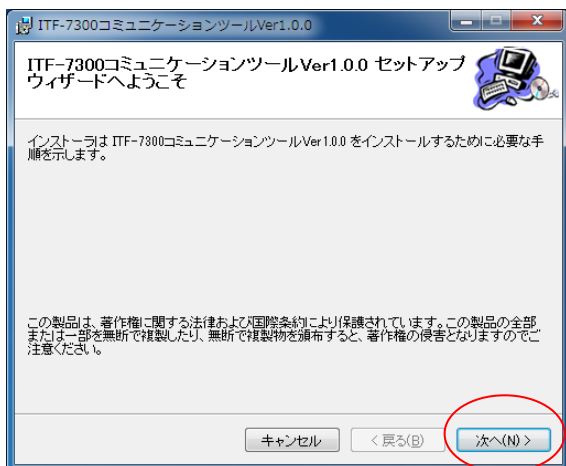 ITF-7300コミュニケーションツールVer1.0.0
ITF-7300コミュニケーションツールVer1.0.0 セットアップ
ウィザードへようこそ
インストーラは ITF-7300コミュニケーションツールVer1.0.0 をインストールするために必要な手
順を示します。
この製品は、著作権に関する法律および国際条約により保護されています。この製品の全部
または一部を無断で複製したり、無断で複製物を頒布すると、著作権の侵害となりますのでご
注意ください。
キャンセル
< 戻る(B)
次へ(N) >